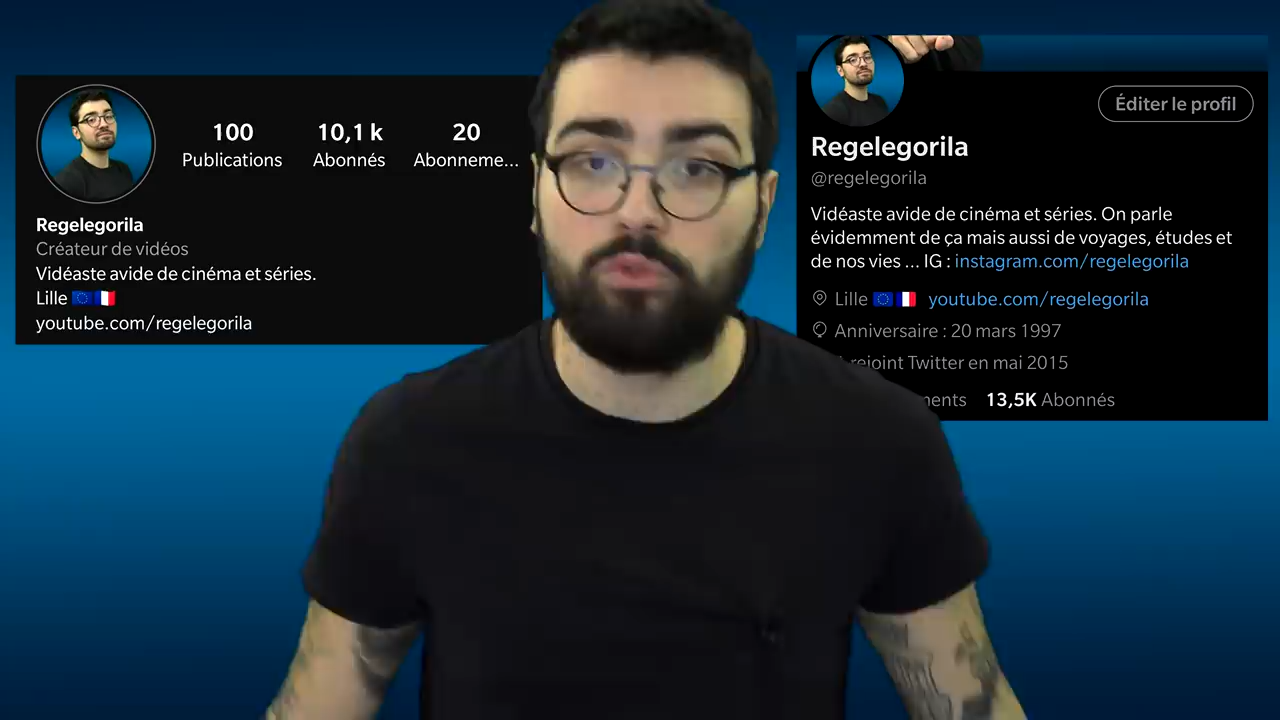 100 10,1 k 20
Publications Abonnés Abonneme...
Regelegorila
Créateur de vidéos
Vidéaste avide de cinéma et séries.
Lille 🇪🇺🇫🇷
youtube.com/regelegorila
Éditer le profil
Regelegorila
@regelegorila
Vidéaste avide de cinéma et séries. On parle
évidemment de ça mais aussi de voyages, études et
de nos vies ... IG : instagram.com/regelegorila
Lille 🇪🇺🇫🇷 youtube.com/regelegorila
Anniversaire : 20 mars 1997
rejoint Twitter en mai 2015
13,5K Abonnés